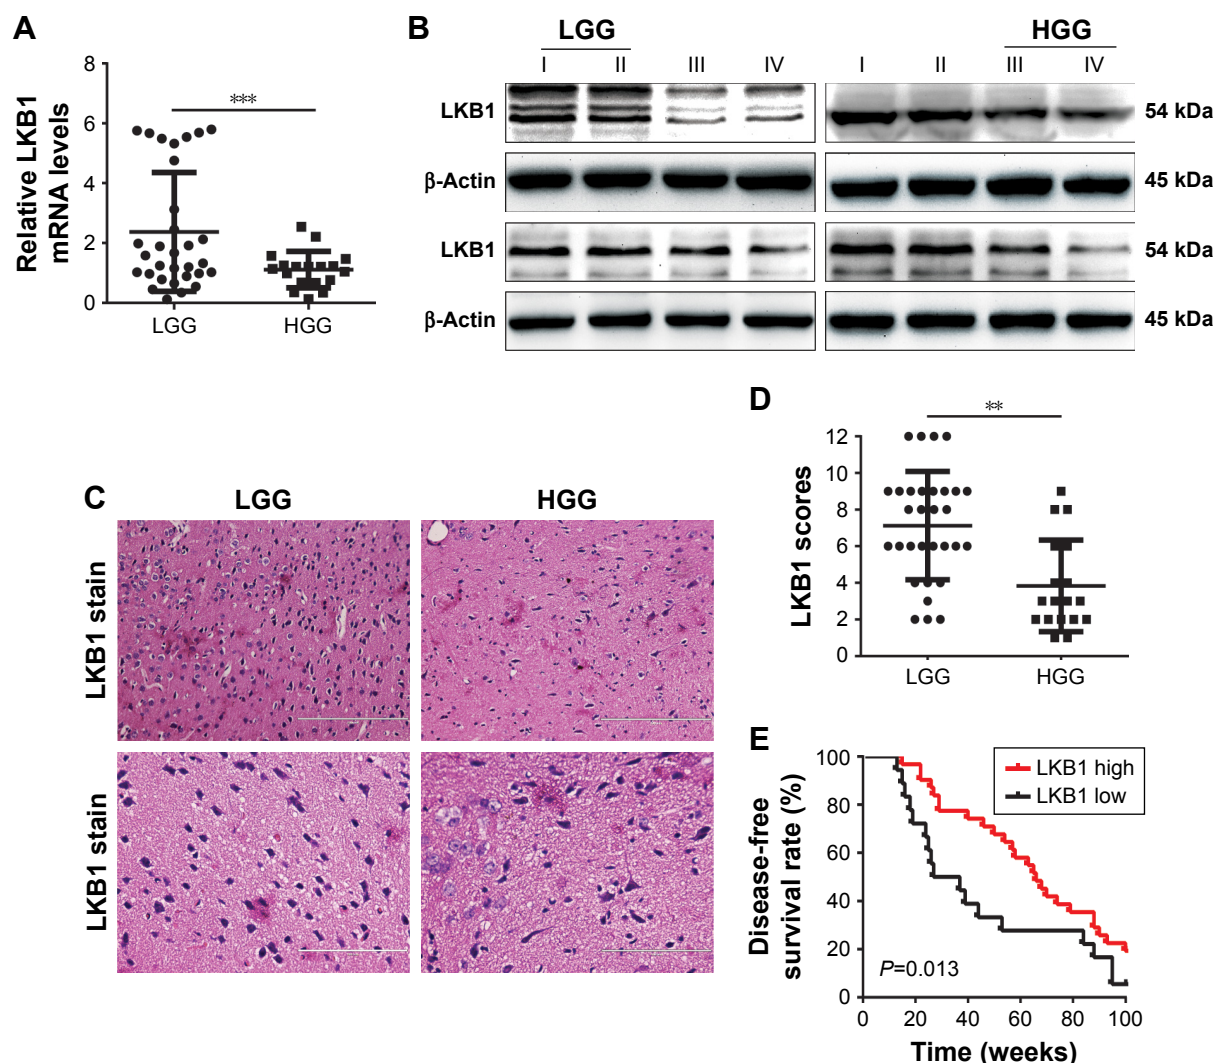 A
Relative LKB1
mRNA levels
8
6
4
2
0
***
LGG
HGG
B
LGG
HGG
I
II
III
IV
I
II
III
IV
LKB1
54 kDa
β-Actin
45 kDa
LKB1
54 kDa
β-Actin
45 kDa
C
LGG
HGG
LKB1 stain
LKB1 stain
D
**
LKB1 scores
12
10
8
6
4
2
0
LGG
HGG
E
Disease-free
survival rate (%)
100
80
60
40
20
0
LKB1 high
LKB1 low
P=0.013
0
20
40
60
80
100
Time (weeks)